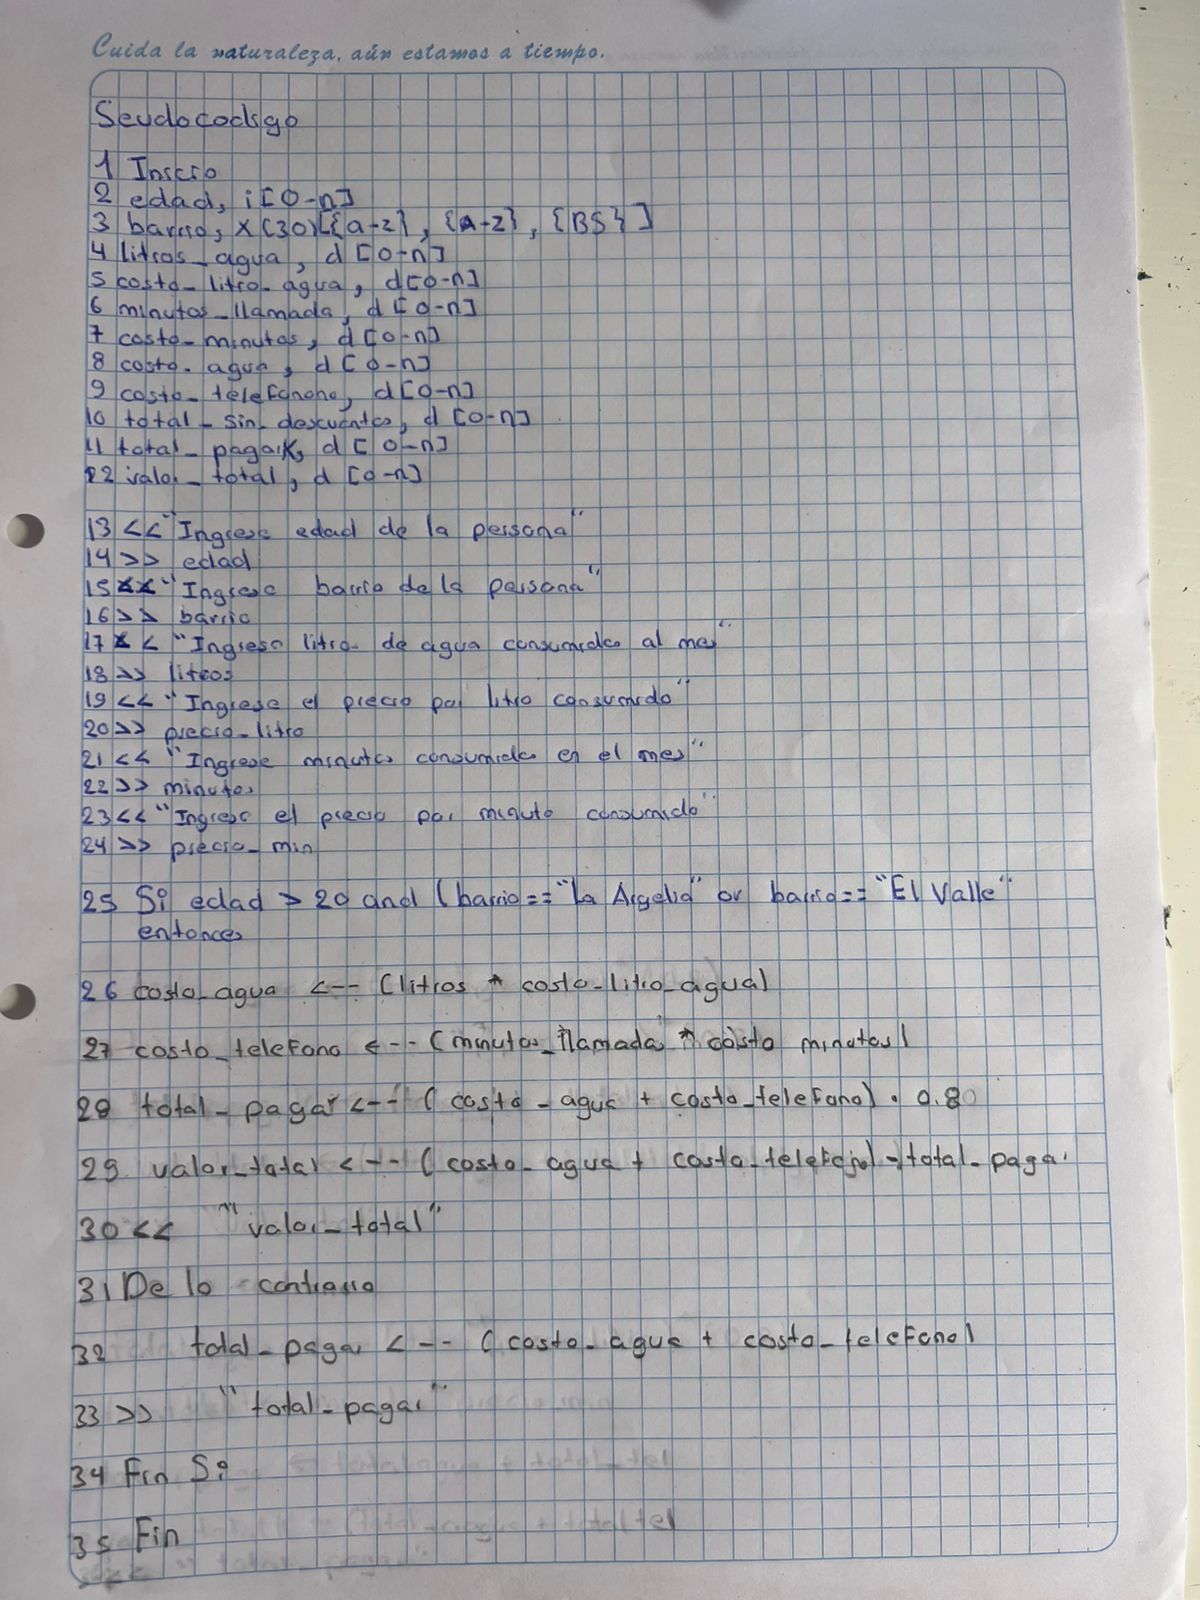 Cuida la naturaleza, aún estamos a tiempo.
Seudocodigo
1 Inicio
2 edad, i[0-n]
3 barrio, X(30)[{a-z}, {A-Z}, {BS}]
4 litros_agua, d[0-n]
5 costo_litro_agua, d[0-n]
6 minutos_llamada, d[0-n]
7 costo_minutos, d[0-n]
8 costo_agua, d[0-n]
9 costo_telefonono, d[0-n]
10 total_sin_descuento, d[0-n]
11 total_pagar, d[0-n]
12 valor_total, d[0-n]
13 << "Ingrese edad de la persona"
14 >> edad
15 << "Ingrese barrio de la persona"
16 >> barrio
17 < "Ingrese litro de agua consumido al mes"
18 >> litros
19 << "Ingrese el precio por litro consumido"
20 >> precio_litro
21 << "Ingrese minuto consumido en el mes"
22 >> minutos
23 << "Ingrese el precio por minuto consumido"
24 >> precio_min
25 Si edad > 20 and (barrio == "La Argelia" or barrio == "El Valle"
entonces
26 costo_agua <-- (litros * costo_litro_agua)
27 costo_telefono <-- (minutos_llamada * costo minutos)
28 total_pagar <-- (costo_agua + costo_telefono) . 0.80
29 valor_total <-- (costo_agua + costo_telefono) - total_pagar
30 << "valor_total"
31 De lo contrario
32 total_pagar <-- (costo_agua + costo_telefono)
33 >> "total_pagar"
34 Fin Si
35 Fin